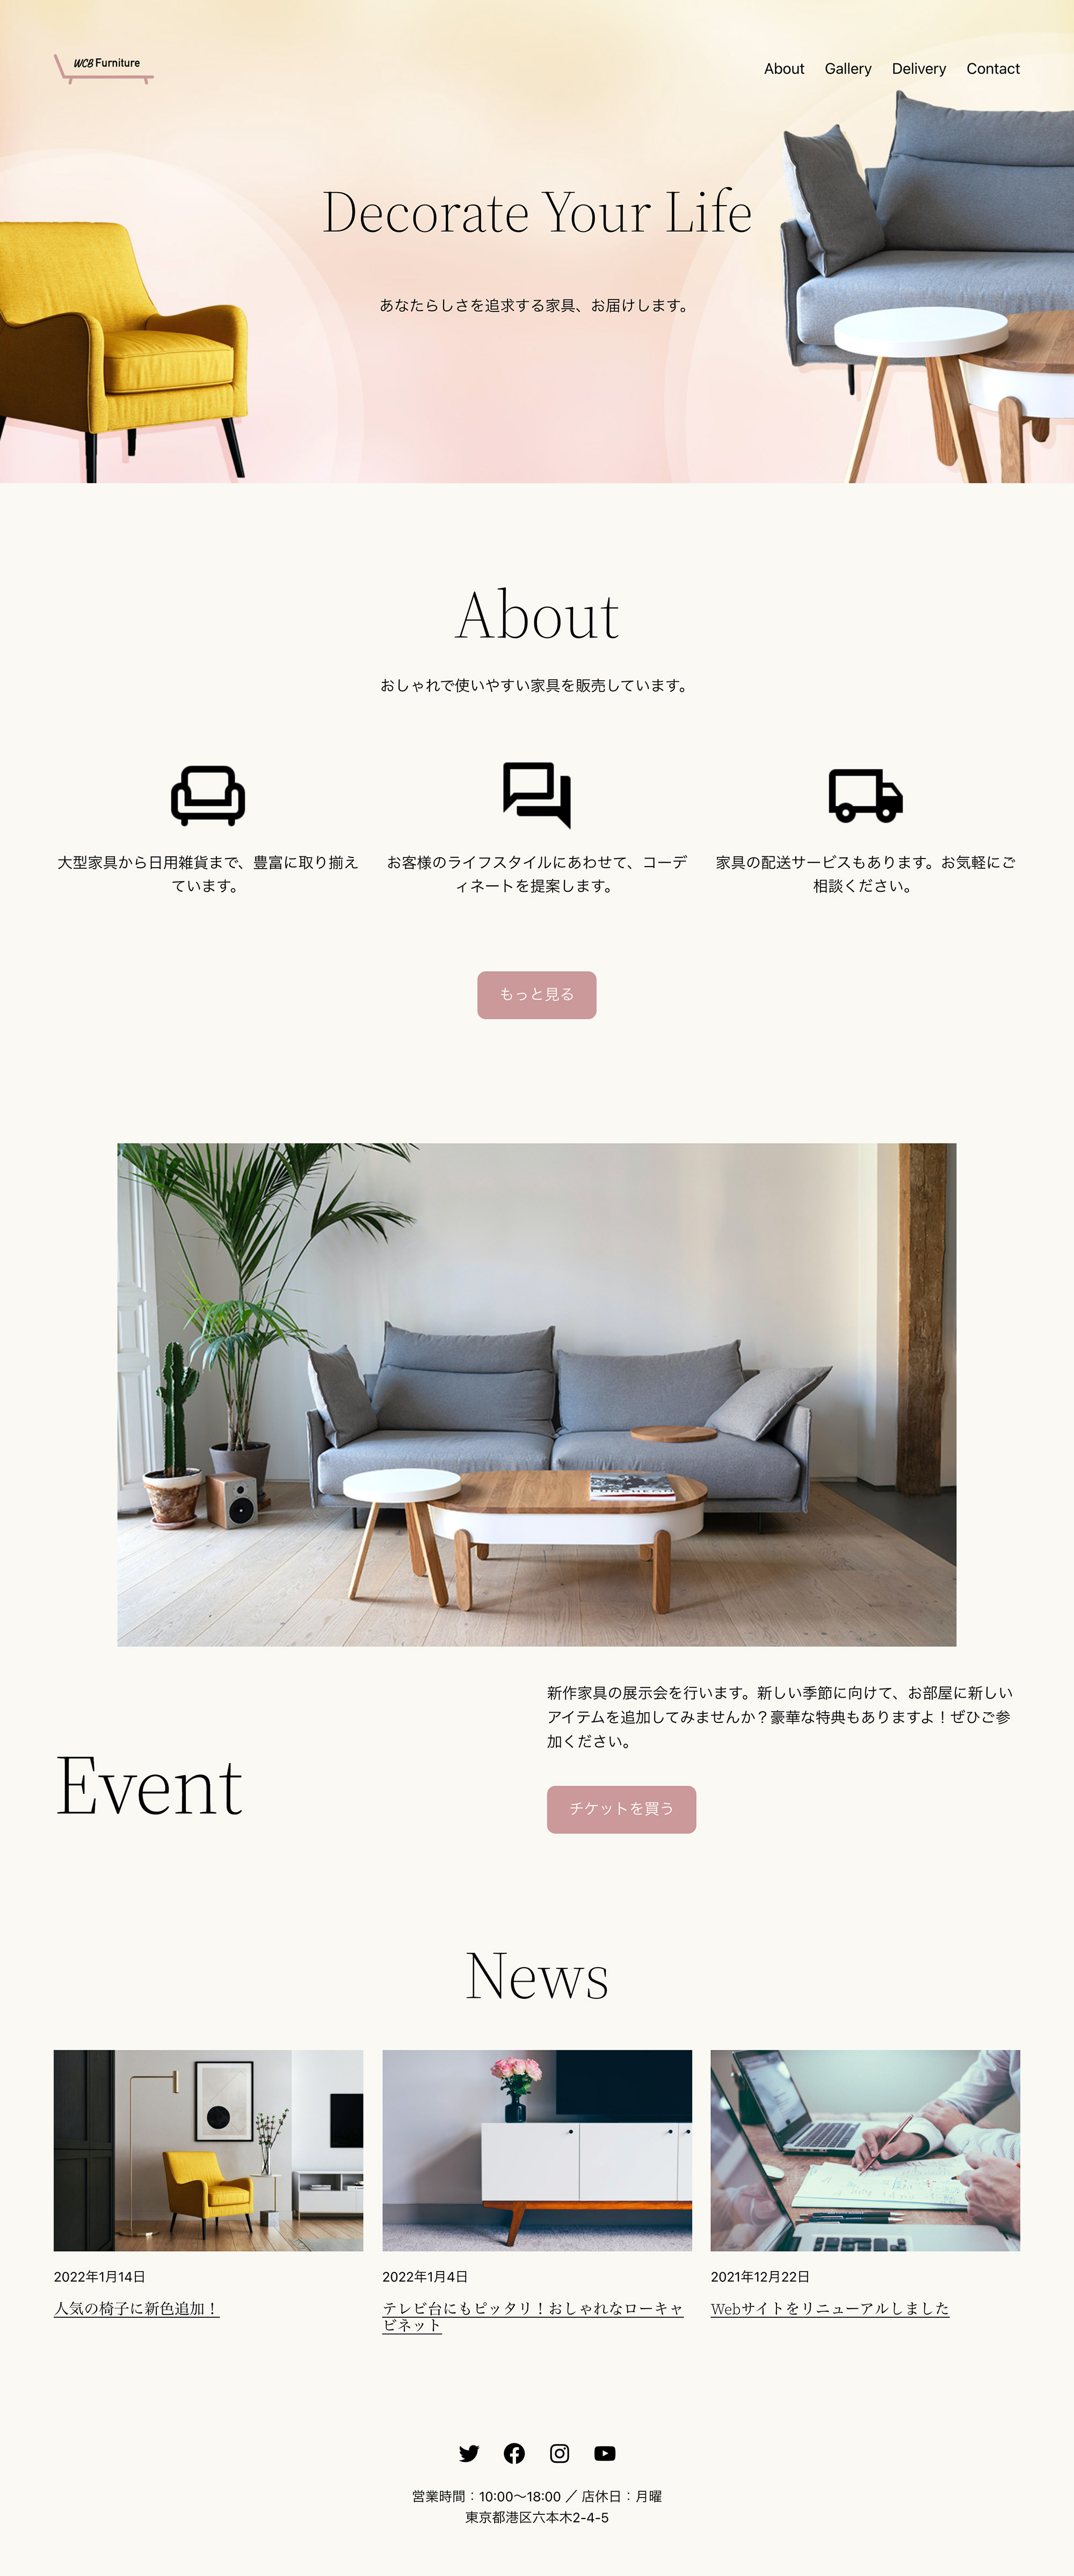 WCB Furniture
About Gallery Delivery Contact
Decorate Your Life
あなたらしさを追求する家具、お届けします。
About
おしゃれで使いやすい家具を販売しています。
大型家具から日用雑貨まで、豊富に取り揃え
ています。
お客様のライフスタイルにあわせて、コーデ
ィネートを提案します。
家具の配送サービスもあります。お気軽にご
相談ください。
もっと見る
Event
新作家具の展示会を行います。新しい季節に向けて、お部屋に新しい
アイテムを追加してみませんか？豪華な特典もありますよ！ぜひご参
加ください。
チケットを買う
News
2022年1月14日
人気の椅子に新色追加！
2022年1月4日
テレビ台にもピッタリ！おしゃれなローキャ
ビネット
2021年12月22日
Webサイトをリニューアルしました
営業時間：10:00〜18:00 ／ 店休日：月曜
東京都港区六本木2-4-5